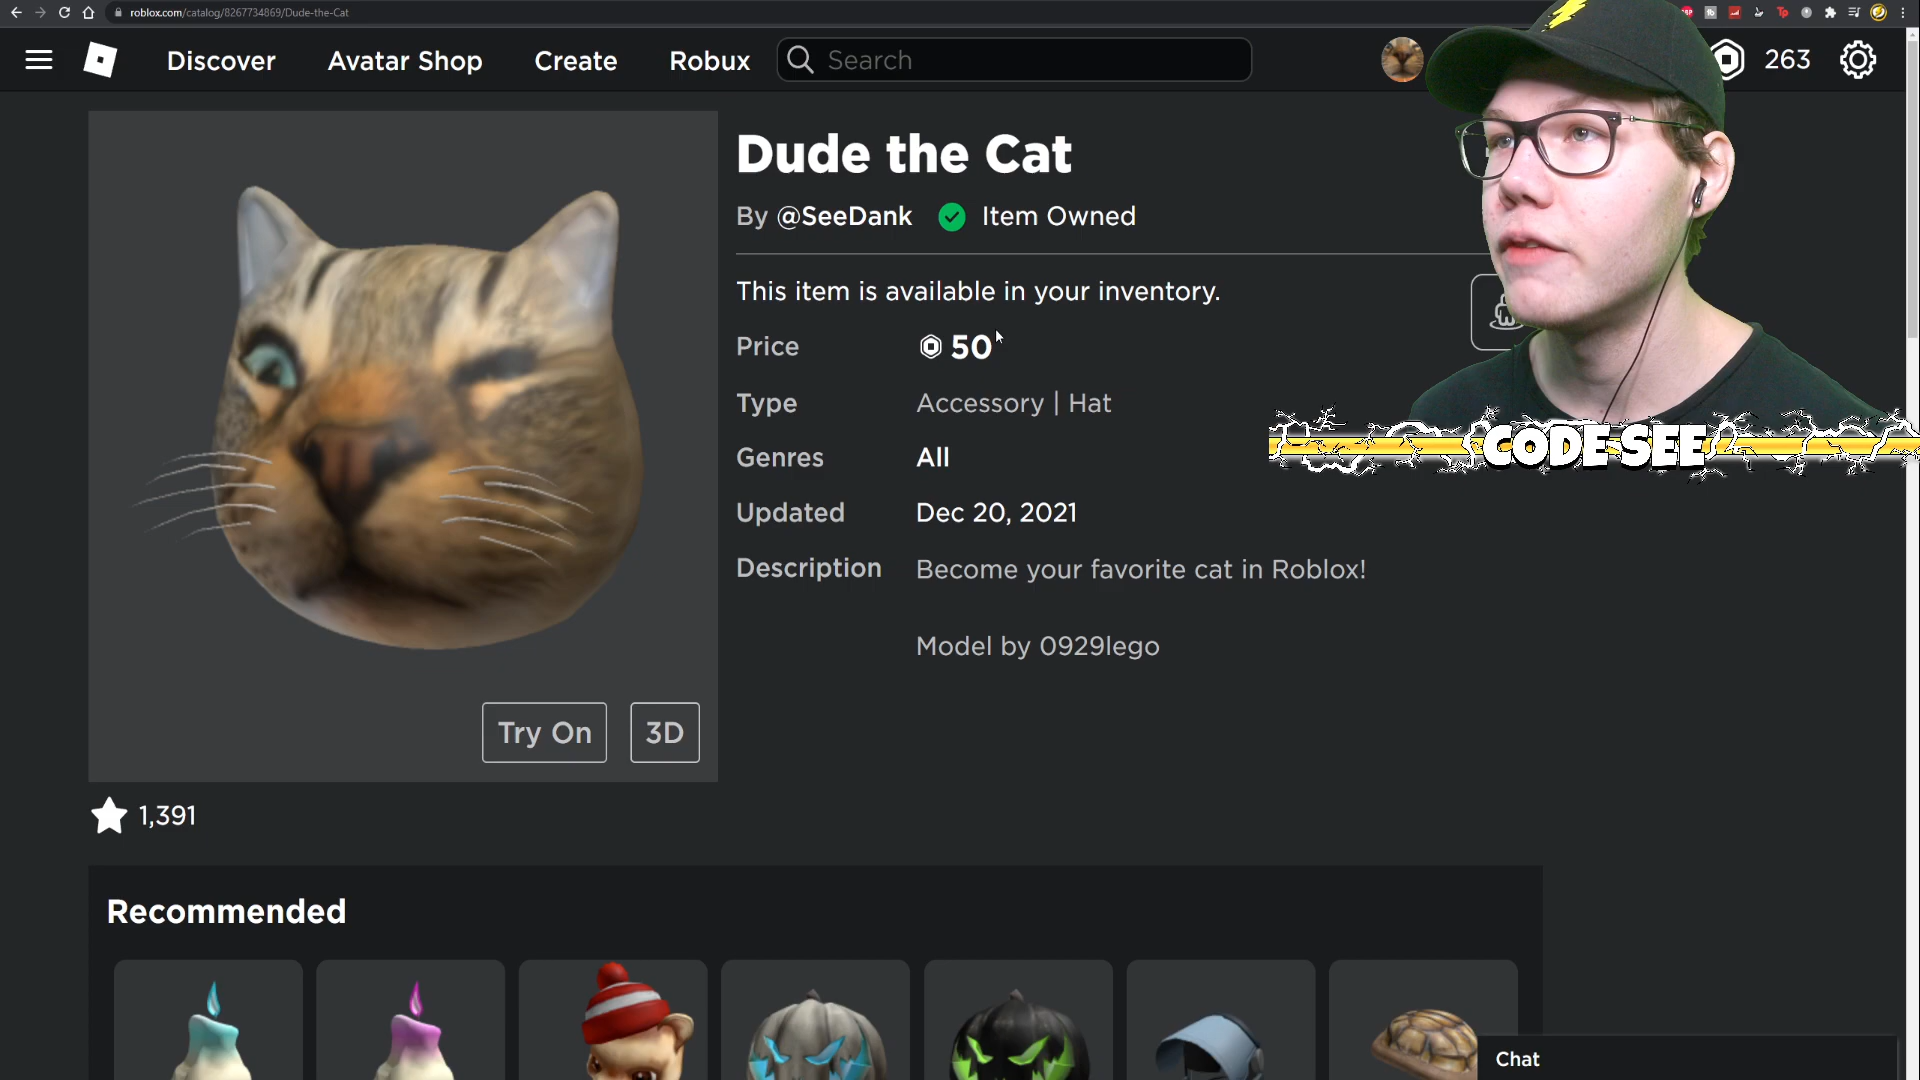 roblox.com/catalog/8267734869/Dude-the-Cat
Discover
Avatar Shop
Create
Robux
Search
263
Dude the Cat
By @SeeDank
Item Owned
This item is available in your inventory.
Price
50
Type
Accessory | Hat
Genres
All
Updated
Dec 20, 2021
Description
Become your favorite cat in Roblox!
Model by 0929lego
CODE SEE
Try On
3D
1,391
Recommended
Chat